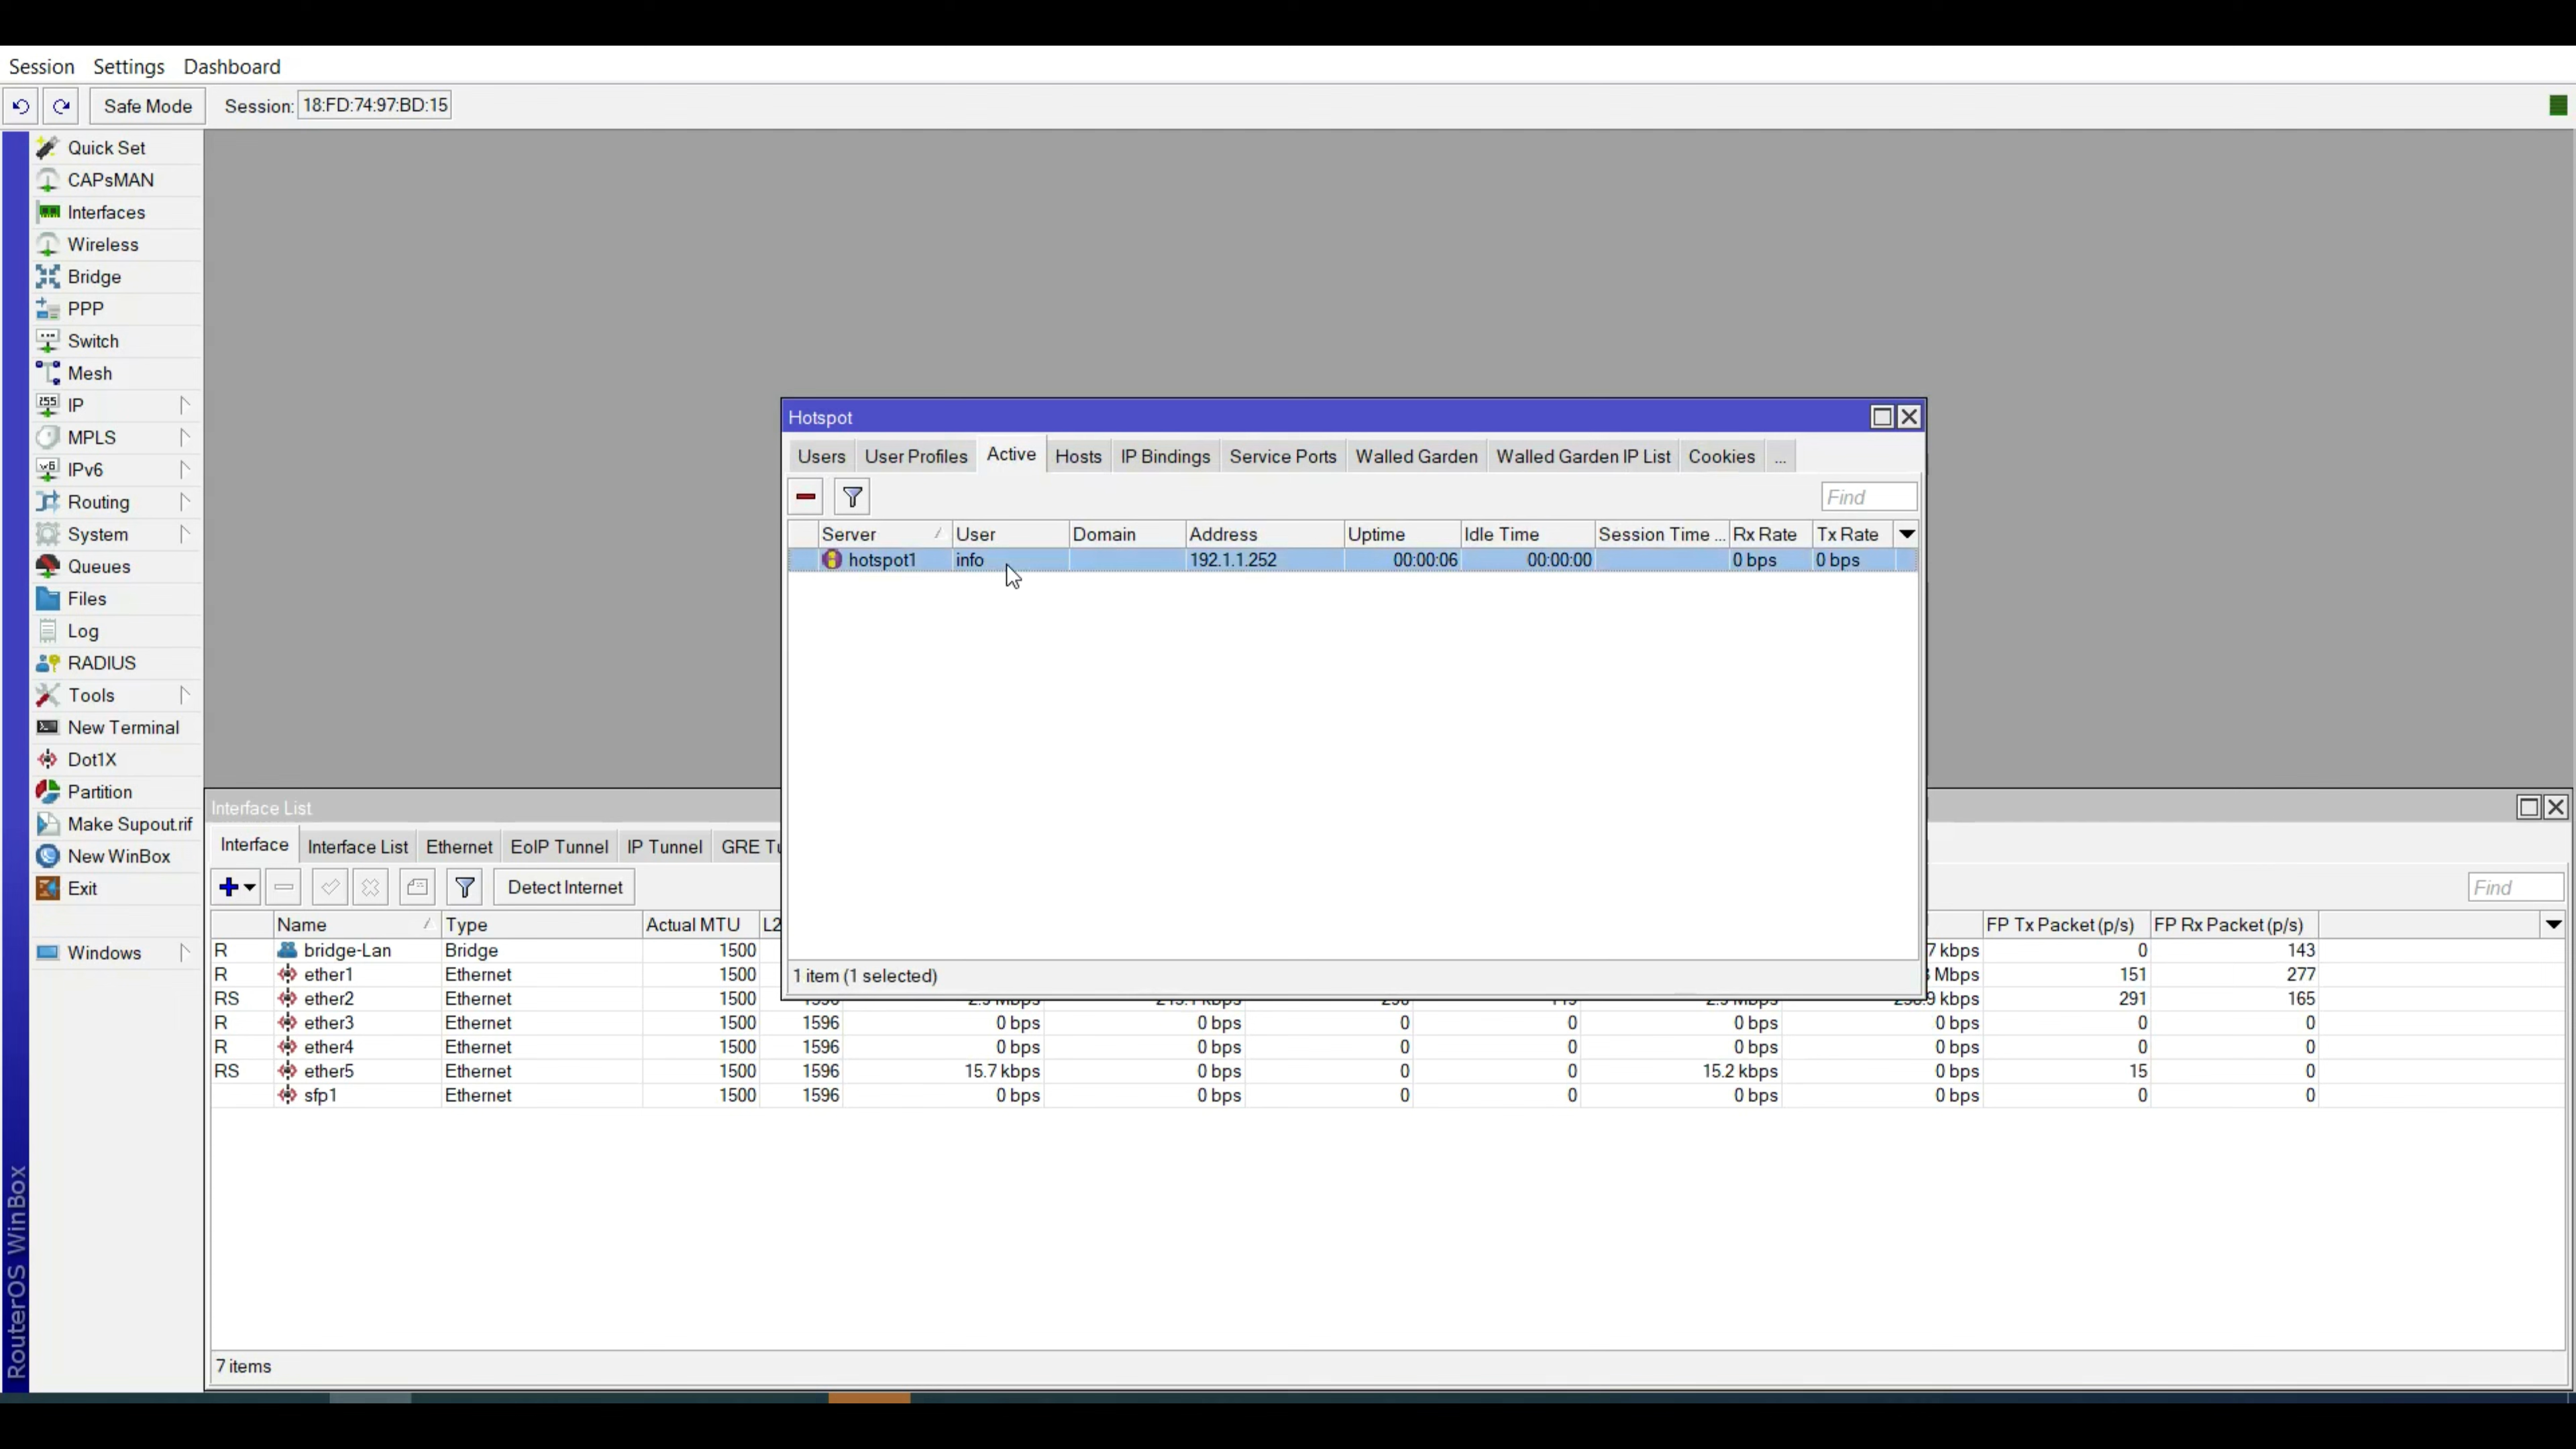 Session Settings Dashboard
Safe Mode Session: 18:FD:74:97:BD:15
Quick Set
CAPsMAN
Interfaces
Wireless
Bridge
PPP
Switch
Mesh
IP
MPLS
IPv6
Routing
System
Queues
Files
Log
RADIUS
Tools
New Terminal
Dot1X
Partition
Make Supout.rif
New WinBox
Exit
Windows
RouterOS WinBox
Hotspot
Users User Profiles Active Hosts IP Bindings Service Ports Walled Garden Walled Garden IP List Cookies ...
Find
Server User Domain Address Uptime Idle Time Session Time ... Rx Rate Tx Rate
hotspot1 info 192.1.1.252 00:00:06 00:00:00 0 bps 0 bps
1 item (1 selected)
Interface List
Interface Interface List Ethernet EoIP Tunnel IP Tunnel GRE Tu
Detect Internet Find
Name Type Actual MTU L2 FP Tx Packet (p/s) FP Rx Packet (p/s)
R bridge-Lan Bridge 1500 7 kbps 0 143
R ether1 Ethernet 1500 Mbps 151 277
RS ether2 Ethernet 1500 kbps 291 165
R ether3 Ethernet 1500 1596 0 bps 0 bps 0 0 0 bps 0 bps 0 0
R ether4 Ethernet 1500 1596 0 bps 0 bps 0 0 0 bps 0 bps 0 0
RS ether5 Ethernet 1500 1596 15.7 kbps 0 bps 0 0 15.2 kbps 0 bps 15 0
sfp1 Ethernet 1500 1596 0 bps 0 bps 0 0 0 bps 0 bps 0 0
7 items